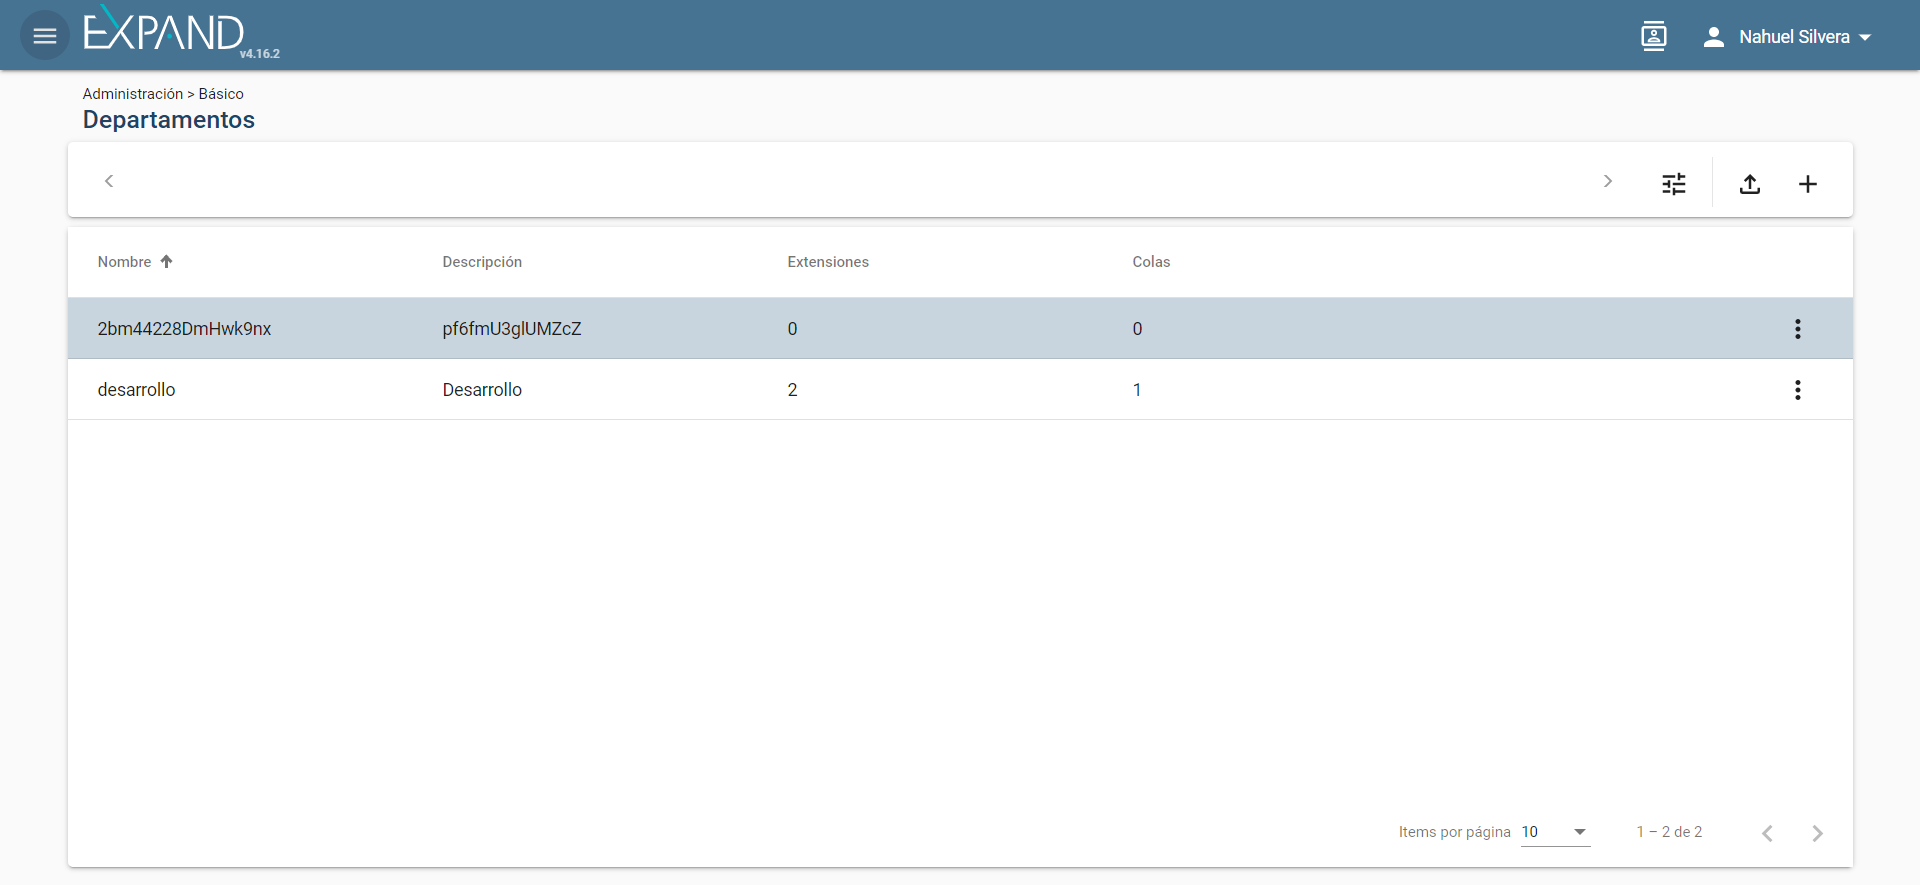 EXPAND
v4.16.2
Nahuel Silvera
Administración > Básico
Departamentos
Nombre Descripción Extensiones Colas
2bm44228DmHwk9nx pf6fmU3glUMZcZ 0 0
desarrollo Desarrollo 2 1
Items por página 10 1 – 2 de 2